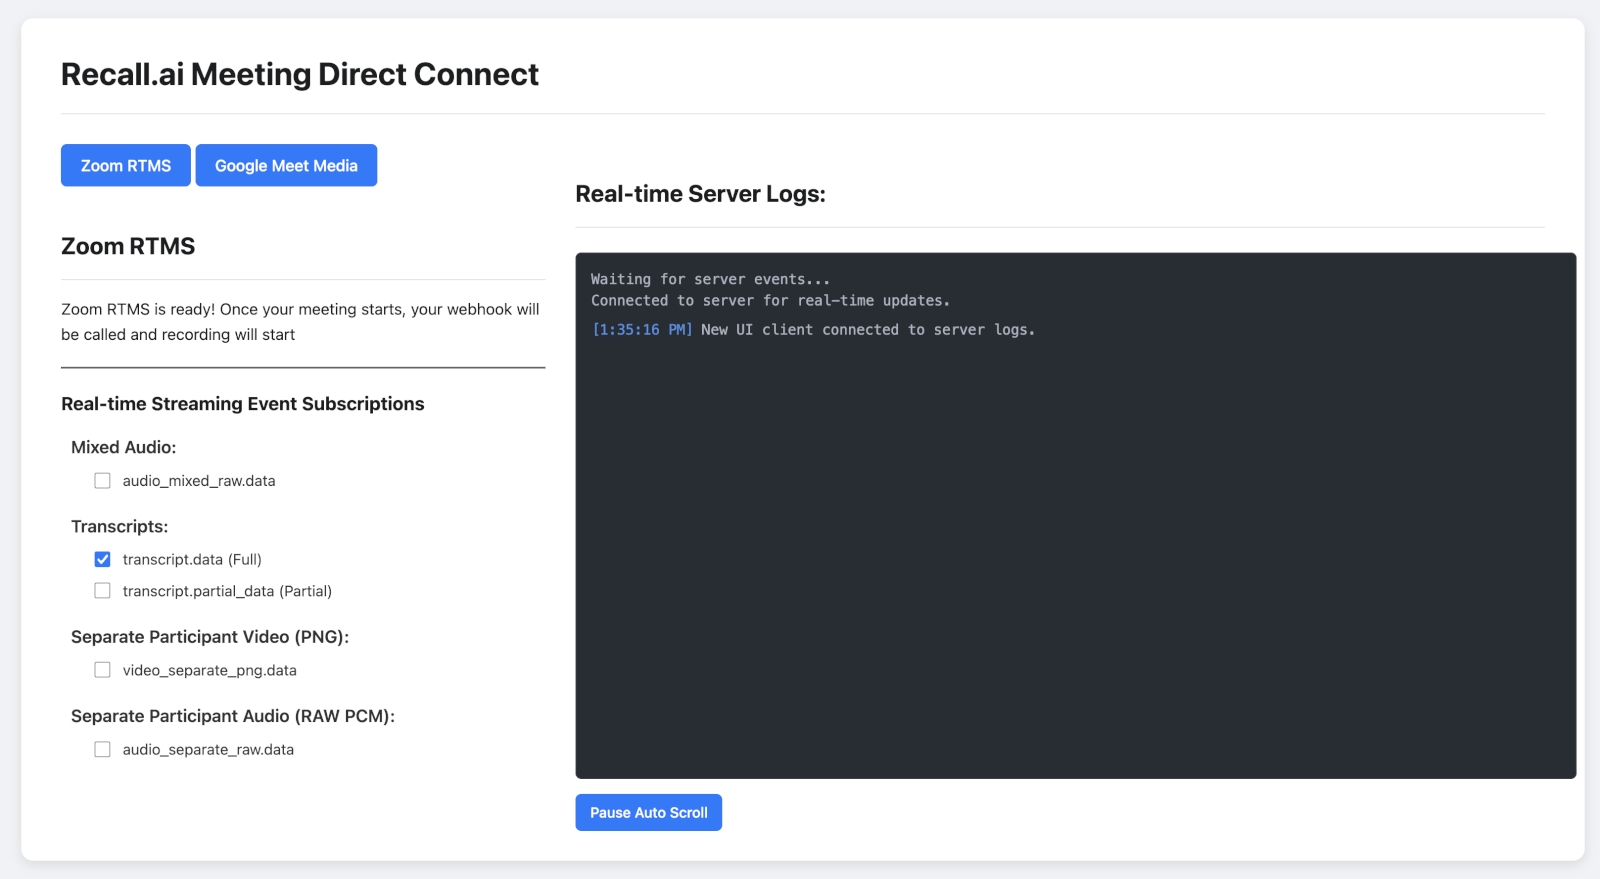 Recall.ai Meeting Direct Connect
Zoom RTMS
Google Meet Media
Zoom RTMS
Zoom RTMS is ready! Once your meeting starts, your webhook will
be called and recording will start
Real-time Streaming Event Subscriptions
Mixed Audio:
audio_mixed_raw.data
Transcripts:
transcript.data (Full)
transcript.partial_data (Partial)
Separate Participant Video (PNG):
video_separate_png.data
Separate Participant Audio (RAW PCM):
audio_separate_raw.data
Real-time Server Logs:
Waiting for server events...
Connected to server for real-time updates.
[1:35:16 PM] New UI client connected to server logs.
Pause Auto Scroll